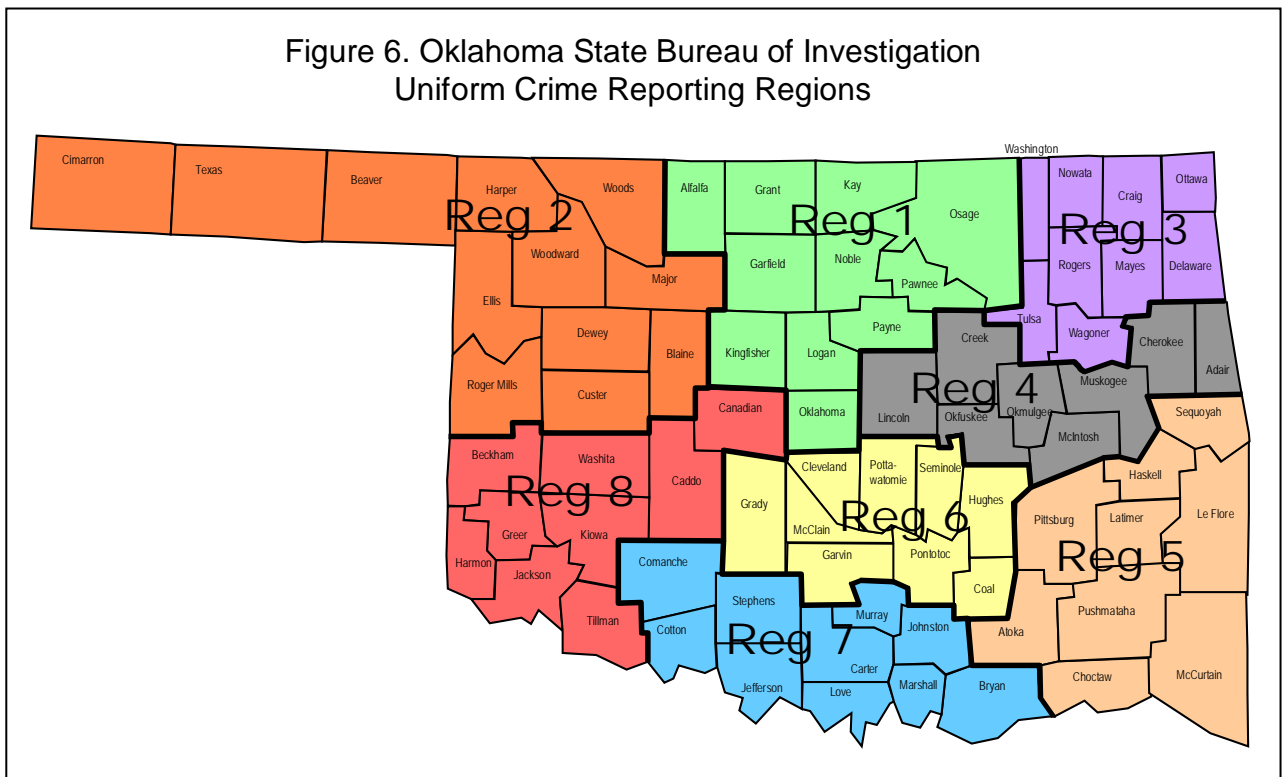 Figure 6. Oklahoma State Bureau of Investigation
Uniform Crime Reporting Regions
Washington
Cimarron
Texas
Beaver
Harper
Woods
Alfalfa
Grant
Kay
Osage
Nowata
Craig
Ottawa
Reg 2
Reg 1
Reg 3
Woodward
Major
Garfield
Noble
Pawnee
Rogers
Mayes
Delaware
Ellis
Dewey
Blaine
Kingfisher
Logan
Payne
Creek
Tulsa
Wagoner
Cherokee
Adair
Roger Mills
Custer
Canadian
Oklahoma
Lincoln
Reg 4
Okfuskee
Okmulgee
Muskogee
McIntosh
Sequoyah
Beckham
Washita
Caddo
Reg 8
Grady
Cleveland
Potta-
watomie
Seminole
Hughes
Reg 6
Haskell
Pittsburg
Latimer
Le Flore
Reg 5
Greer
Kiowa
McClain
Garvin
Pontotoc
Harmon
Jackson
Tillman
Comanche
Stephens
Coal
Cotton
Reg 7
Murray
Johnston
Atoka
Pushmataha
Carter
Jefferson
Love
Marshall
Bryan
Choctaw
McCurtain